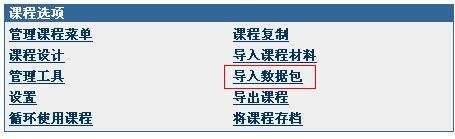 课程选项
管理课程菜单 课程复制
课程设计 导入课程材料
管理工具 导入数据包
设置 导出课程
循环使用课程 将课程存档